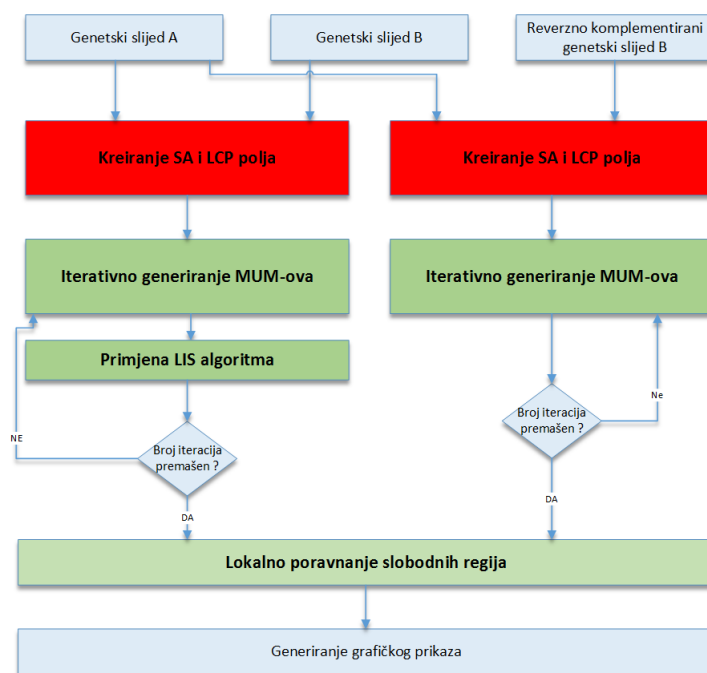 Genetski slijed A
Genetski slijed B
Reverzno komplementirani
genetski slijed B
Kreiranje SA i LCP polja
Kreiranje SA i LCP polja
Iterativno generiranje MUM-ova
Iterativno generiranje MUM-ova
Primjena LIS algoritma
Broj iteracija
premašen ?
NE
DA
Broj iteracija
premašen ?
Ne
DA
Lokalno poravnanje slobodnih regija
Generiranje grafičkog prikaza